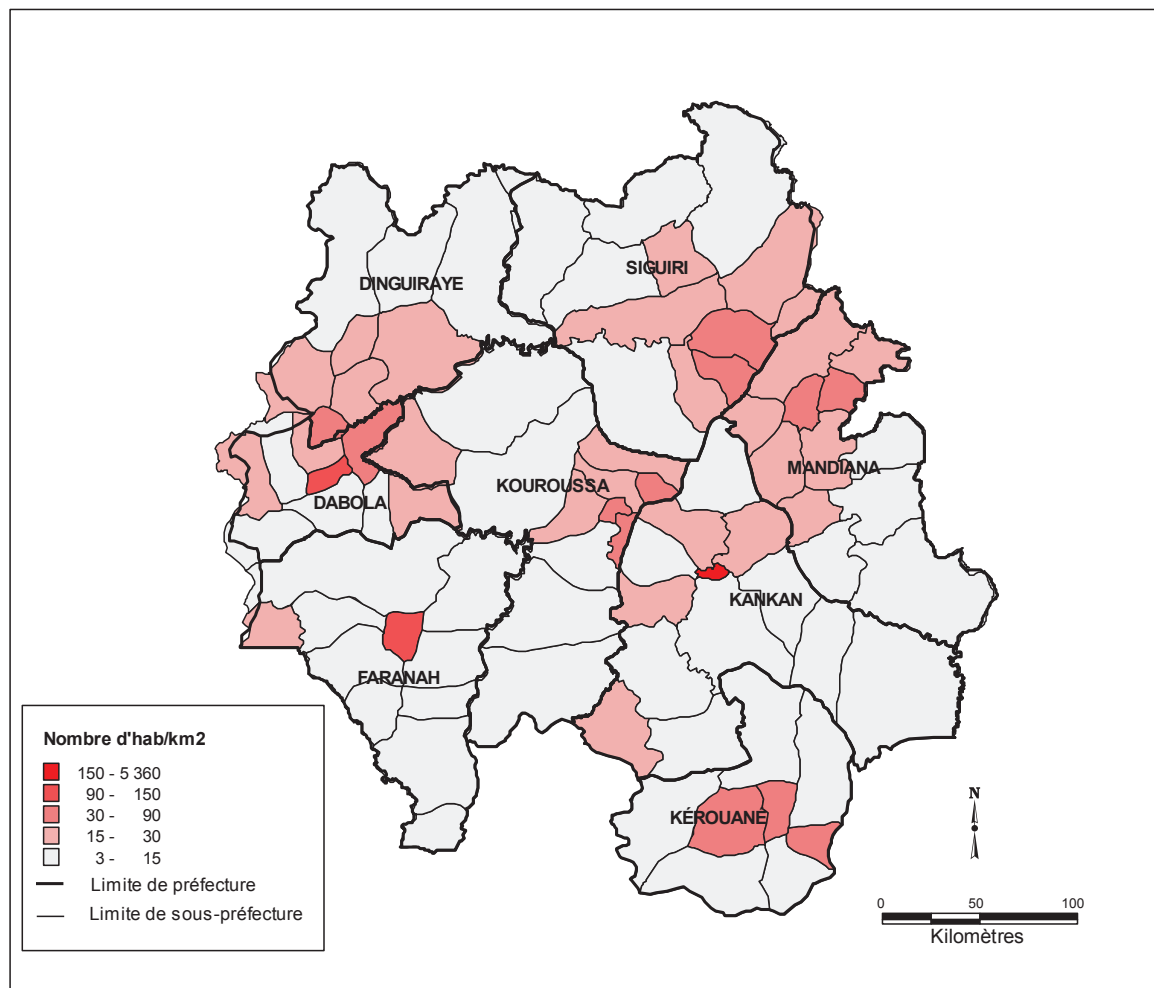 SIGUIRI
DINGUIRAYE
MANDIANA
KOUROUSSA
DABOLA
KANKAN
FARANAH
KÉROUANÉ
Nombre d'hab/km2
150 - 5 360
90 - 150
30 - 90
15 - 30
3 - 15
Limite de préfecture
Limite de sous-préfecture
N
0 50 100
Kilomètres